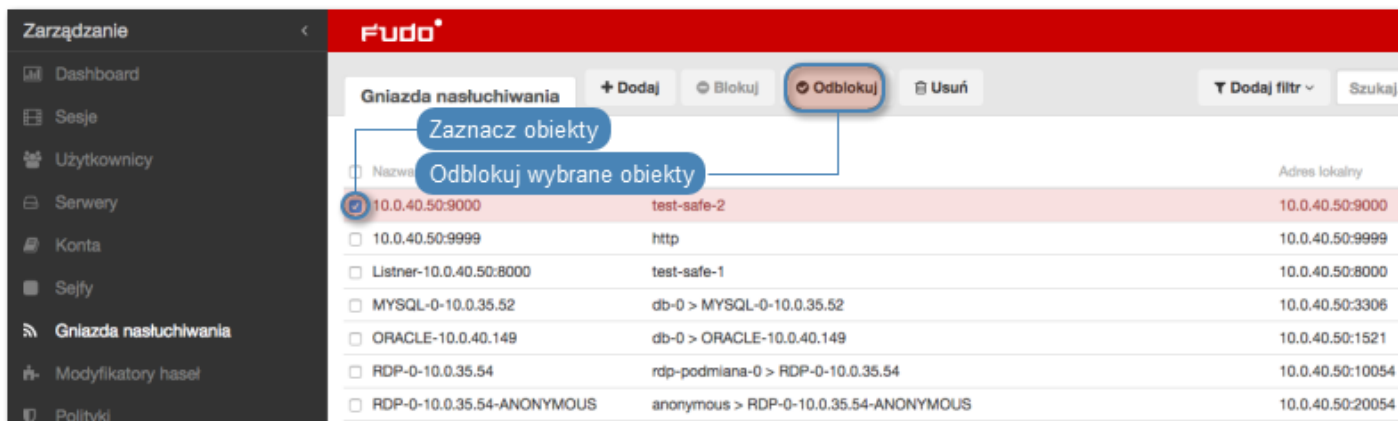 Zarządzanie
Fudo
Dashboard
Gniazda nasłuchiwania
+ Dodaj
Blokuj
Odblokuj
Usuń
Dodaj filtr
Szukaj
Sesje
Zaznacz obiekty
Użytkownicy
Odblokuj wybrane obiekty
Nazwa
Adres lokalny
Serwery
10.0.40.50:9000 test-safe-2 10.0.40.50:9000
Konta
10.0.40.50:9999 http 10.0.40.50:9999
Listner-10.0.40.50:8000 test-safe-1 10.0.40.50:8000
Sejfy
MYSQL-0-10.0.35.52 db-0 > MYSQL-0-10.0.35.52 10.0.40.50:3306
Gniazda nasłuchiwania
ORACLE-10.0.40.149 db-0 > ORACLE-10.0.40.149 10.0.40.50:1521
Modyfikatory haseł
RDP-0-10.0.35.54 rdp-podmiana-0 > RDP-0-10.0.35.54 10.0.40.50:10054
Polityki
RDP-0-10.0.35.54-ANONYMOUS anonymous > RDP-0-10.0.35.54-ANONYMOUS 10.0.40.50:20054